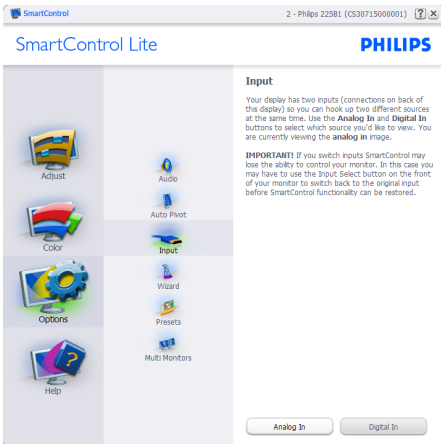 SmartControl
2 - Philips 225B1 (CS30715000001)
?
SmartControl Lite
PHILIPS
Adjust
Color
Options
Help
Audio
Auto Pivot
Input
Wizard
Presets
Multi Monitors
Input
Your display has two inputs (connections on back of
this display) so you can hook up two different sources
at the same time. Use the Analog In and Digital In
buttons to select which source you'd like to view. You
are currently viewing the analog in image.
IMPORTANT! If you switch inputs SmartControl may
lose the ability to control your monitor. In this case you
may have to use the Input Select button on the front
of your monitor to switch back to the original input
before SmartControl functionality can be restored.
Analog In
Digital In